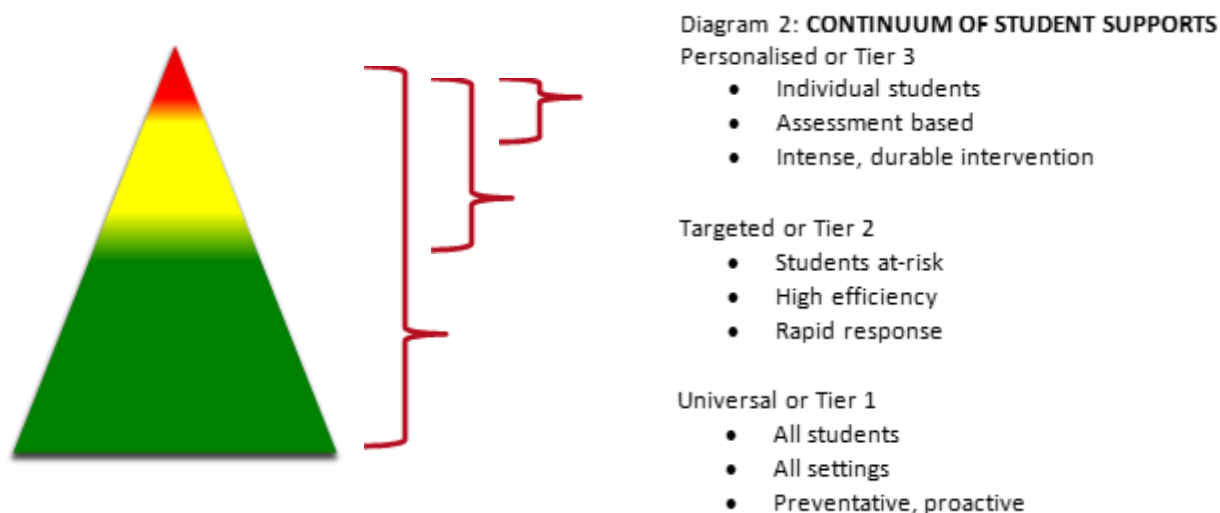 Diagram 2: CONTINUUM OF STUDENT SUPPORTS
Personalised or Tier 3
• Individual students
• Assessment based
• Intense, durable intervention
Targeted or Tier 2
• Students at-risk
• High efficiency
• Rapid response
Universal or Tier 1
• All students
• All settings
• Preventative, proactive